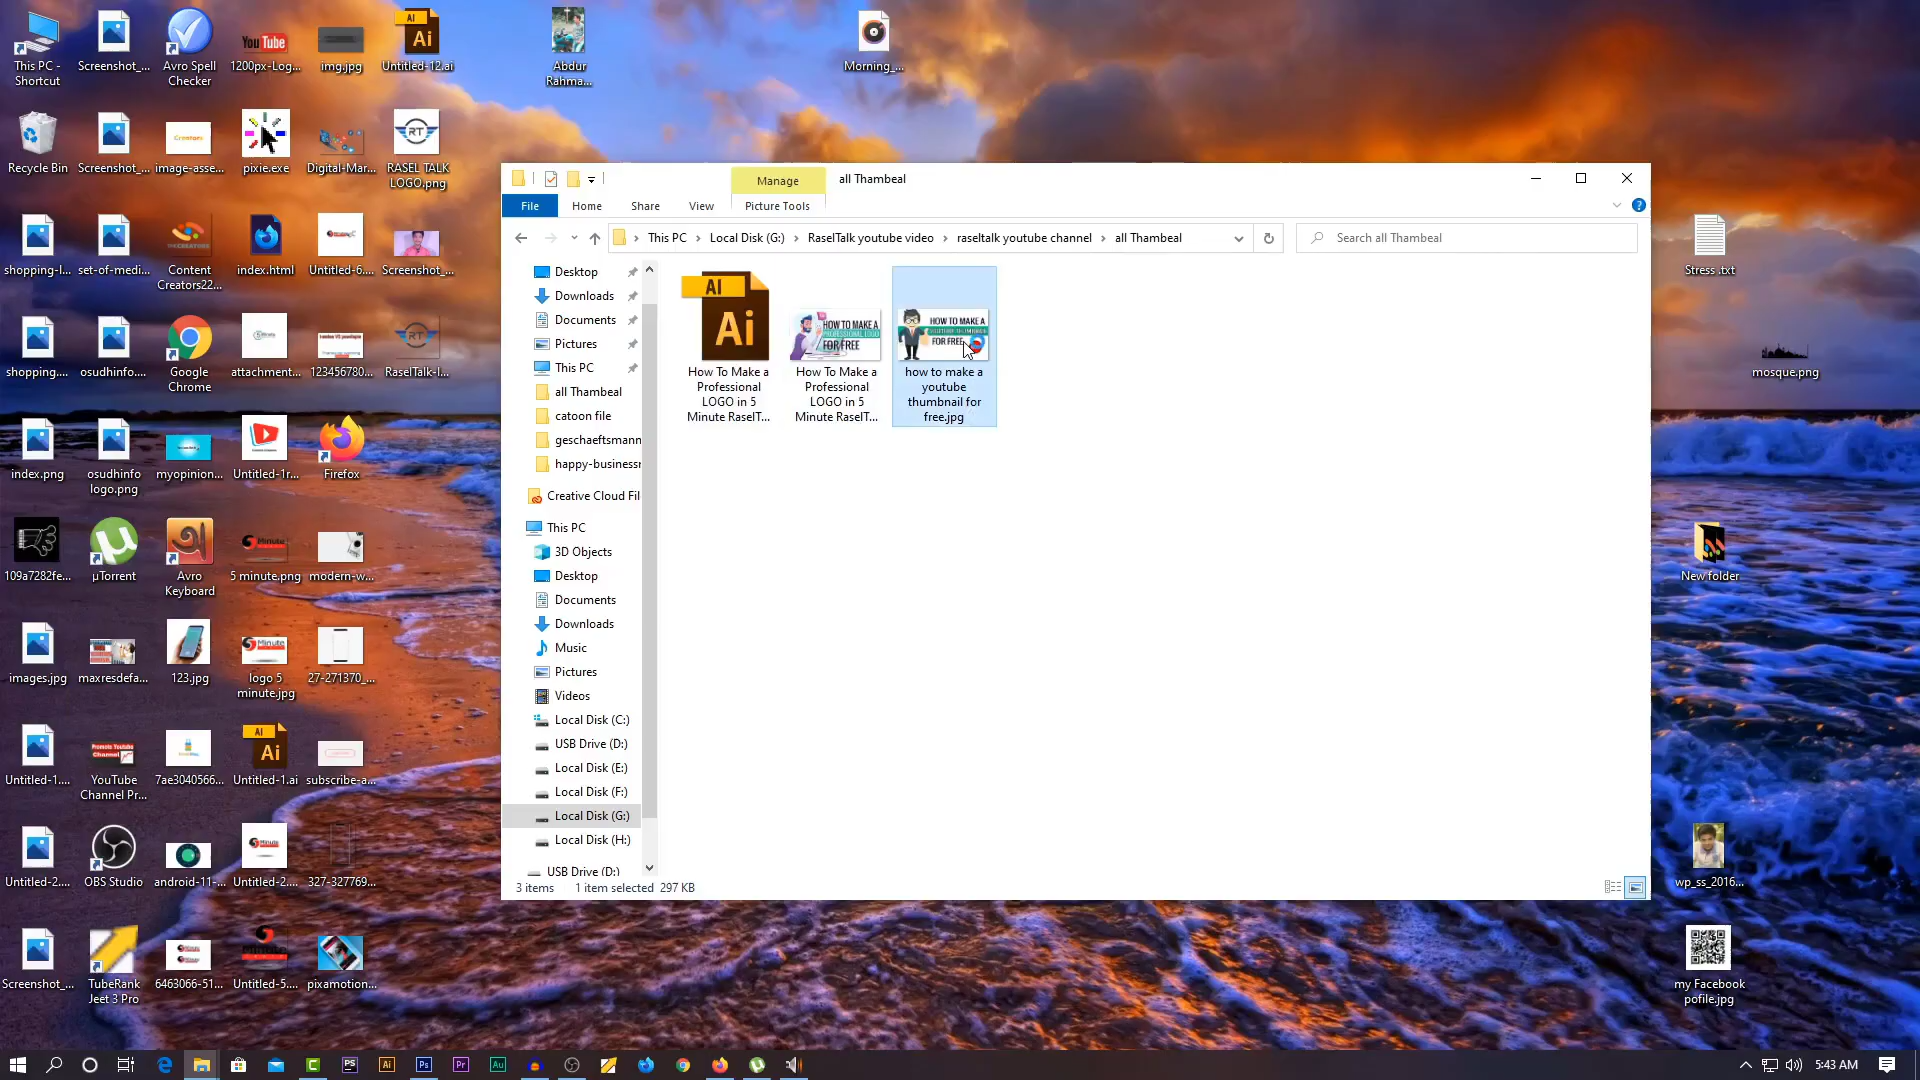 This PC -
Shortcut
Screenshot_...
Avro Spell
Checker
1200px-Log...
img.jpg
Untitled-12.ai
Abdur
Rahma...
Morning_...
Recycle Bin
Screenshot_...
image-asse...
pixie.exe
Digital-Mar...
RASEL TALK
LOGO.png
shopping-l...
set-of-medi...
Content
Creators22...
index.html
Untitled-6....
Screenshot_...
shopping....
osudhinfo....
Google
Chrome
attachment...
123456780...
RaselTalk-l...
index.png
osudhinfo
logo.png
myopinion...
Untitled-1r...
Firefox
109a7282fe...
µTorrent
Avro
Keyboard
5 minute.png
modern-w...
images.jpg
maxresdefa...
123.jpg
logo 5
minute.jpg
27-271370_...
Untitled-1....
YouTube
Channel Pr...
7ae3040566...
Untitled-1.ai
subscribe-a...
Untitled-2....
OBS Studio
android-11-...
Untitled-2....
327-327769...
Screenshot_...
TubeRank
Jeet 3 Pro
6463066-51...
Untitled-5....
pixamotion...
Manage
all Thambeal
File
Home
Share
View
Picture Tools
This PC
Local Disk (G:)
RaselTalk youtube video
raseltalk youtube channel
all Thambeal
Search all Thambeal
Desktop
Downloads
Documents
Pictures
This PC
all Thambeal
catoon file
geschaeftsmann
happy-businessr
Creative Cloud Fil
This PC
3D Objects
Desktop
Documents
Downloads
Music
Pictures
Videos
Local Disk (C:)
USB Drive (D:)
Local Disk (E:)
Local Disk (F:)
Local Disk (G:)
Local Disk (H:)
USB Drive (D:)
AI
Ai
How To Make a
Professional
LOGO in 5
Minute RaselT...
HOW TO MAKE A
PROFESSIONAL LOGO
FOR FREE
How To Make a
Professional
LOGO in 5
Minute RaselT...
HOW TO MAKE A
YOUTUBE THUMBNAIL
FOR FREE
how to make a
youtube
thumbnail for
free.jpg
3 items
1 item selected
297 KB
Stress .txt
mosque.png
New folder
wp_ss_2016...
my Facebook
pofile.jpg
5:43 AM